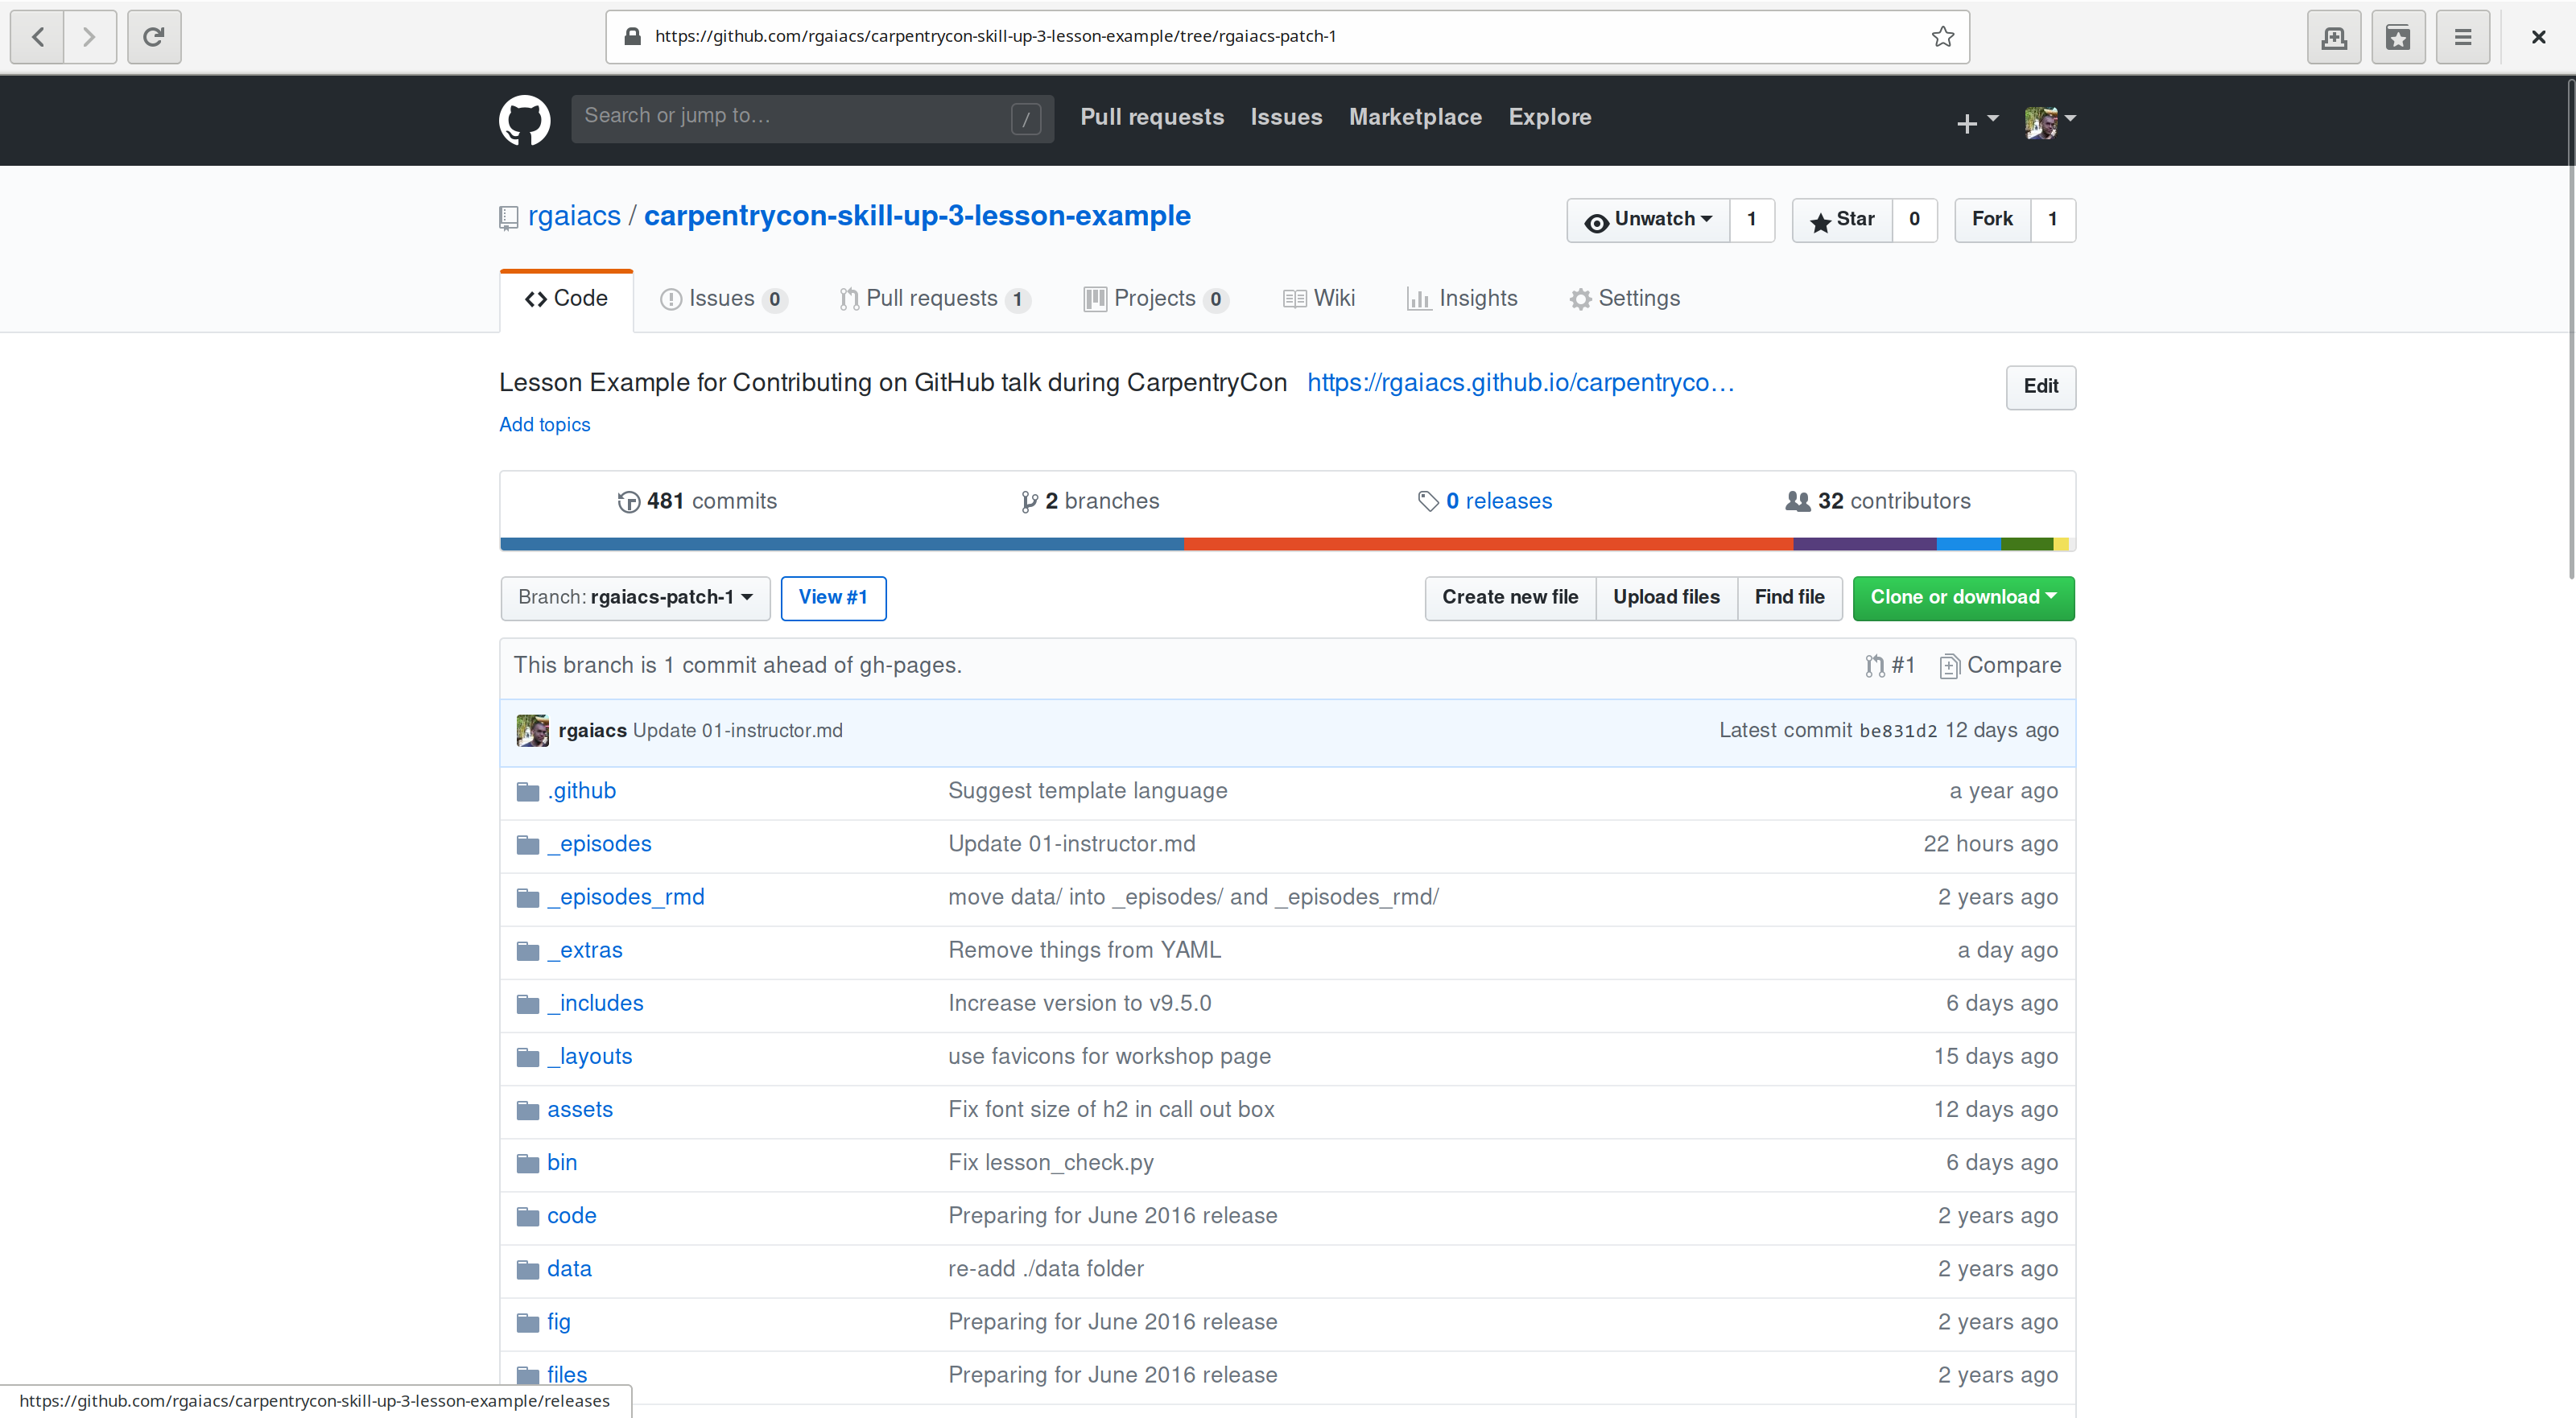 https://github.com/rgaiacs/carpentrycon-skill-up-3-lesson-example/tree/rgaiacs-patch-1
Search or jump to… /
Pull requests Issues Marketplace Explore
rgaiacs / carpentrycon-skill-up-3-lesson-example
Unwatch 1 Star 0 Fork 1
Code Issues 0 Pull requests 1 Projects 0 Wiki Insights Settings
Lesson Example for Contributing on GitHub talk during CarpentryCon https://rgaiacs.github.io/carpentryco… Edit
Add topics
481 commits 2 branches 0 releases 32 contributors
Branch: rgaiacs-patch-1 View #1 Create new file Upload files Find file Clone or download
This branch is 1 commit ahead of gh-pages. #1 Compare
rgaiacs Update 01-instructor.md Latest commit be831d2 12 days ago
.github Suggest template language a year ago
_episodes Update 01-instructor.md 22 hours ago
_episodes_rmd move data/ into _episodes/ and _episodes_rmd/ 2 years ago
_extras Remove things from YAML a day ago
_includes Increase version to v9.5.0 6 days ago
_layouts use favicons for workshop page 15 days ago
assets Fix font size of h2 in call out box 12 days ago
bin Fix lesson_check.py 6 days ago
code Preparing for June 2016 release 2 years ago
data re-add ./data folder 2 years ago
fig Preparing for June 2016 release 2 years ago
files Preparing for June 2016 release 2 years ago
https://github.com/rgaiacs/carpentrycon-skill-up-3-lesson-example/releases